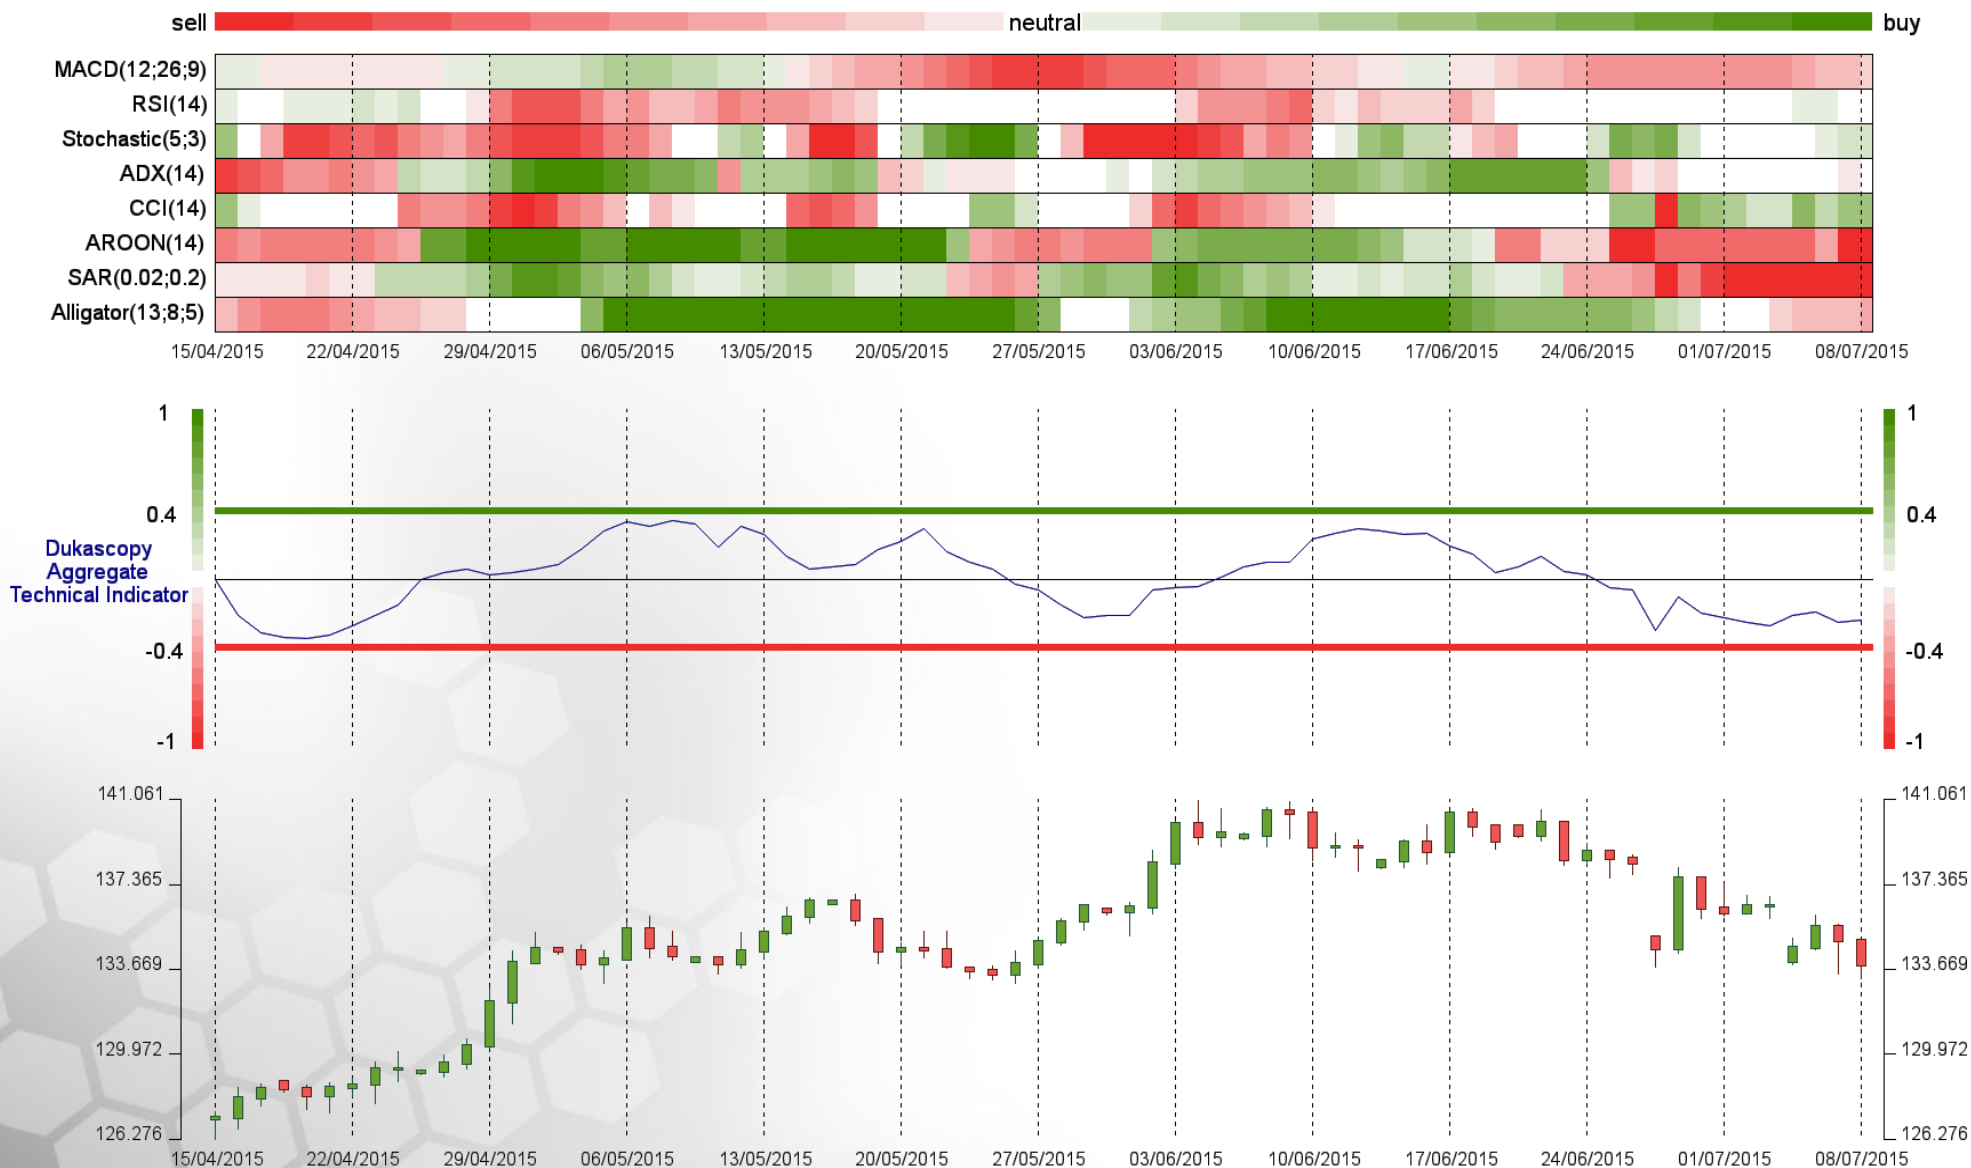 sell neutral buy
MACD(12;26;9)
RSI(14)
Stochastic(5;3)
ADX(14)
CCI(14)
AROON(14)
SAR(0.02;0.2)
Alligator(13;8;5)
15/04/2015 22/04/2015 29/04/2015 06/05/2015 13/05/2015 20/05/2015 27/05/2015 03/06/2015 10/06/2015 17/06/2015 24/06/2015 01/07/2015 08/07/2015
1 1
0.4 0.4
Dukascopy
Aggregate
Technical Indicator
-0.4 -0.4
-1 -1
141.061 141.061
137.365 137.365
133.669 133.669
129.972 129.972
126.276 126.276
15/04/2015 22/04/2015 29/04/2015 06/05/2015 13/05/2015 20/05/2015 27/05/2015 03/06/2015 10/06/2015 17/06/2015 24/06/2015 01/07/2015 08/07/2015